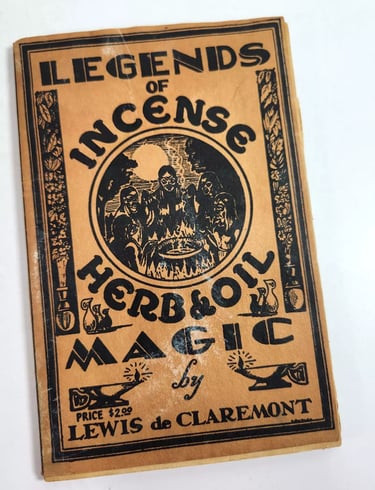 LEGENDS
OF
INCENSE
HERB & OIL
MAGIC
by
PRICE $2.00
LEWIS de CLAREMONT